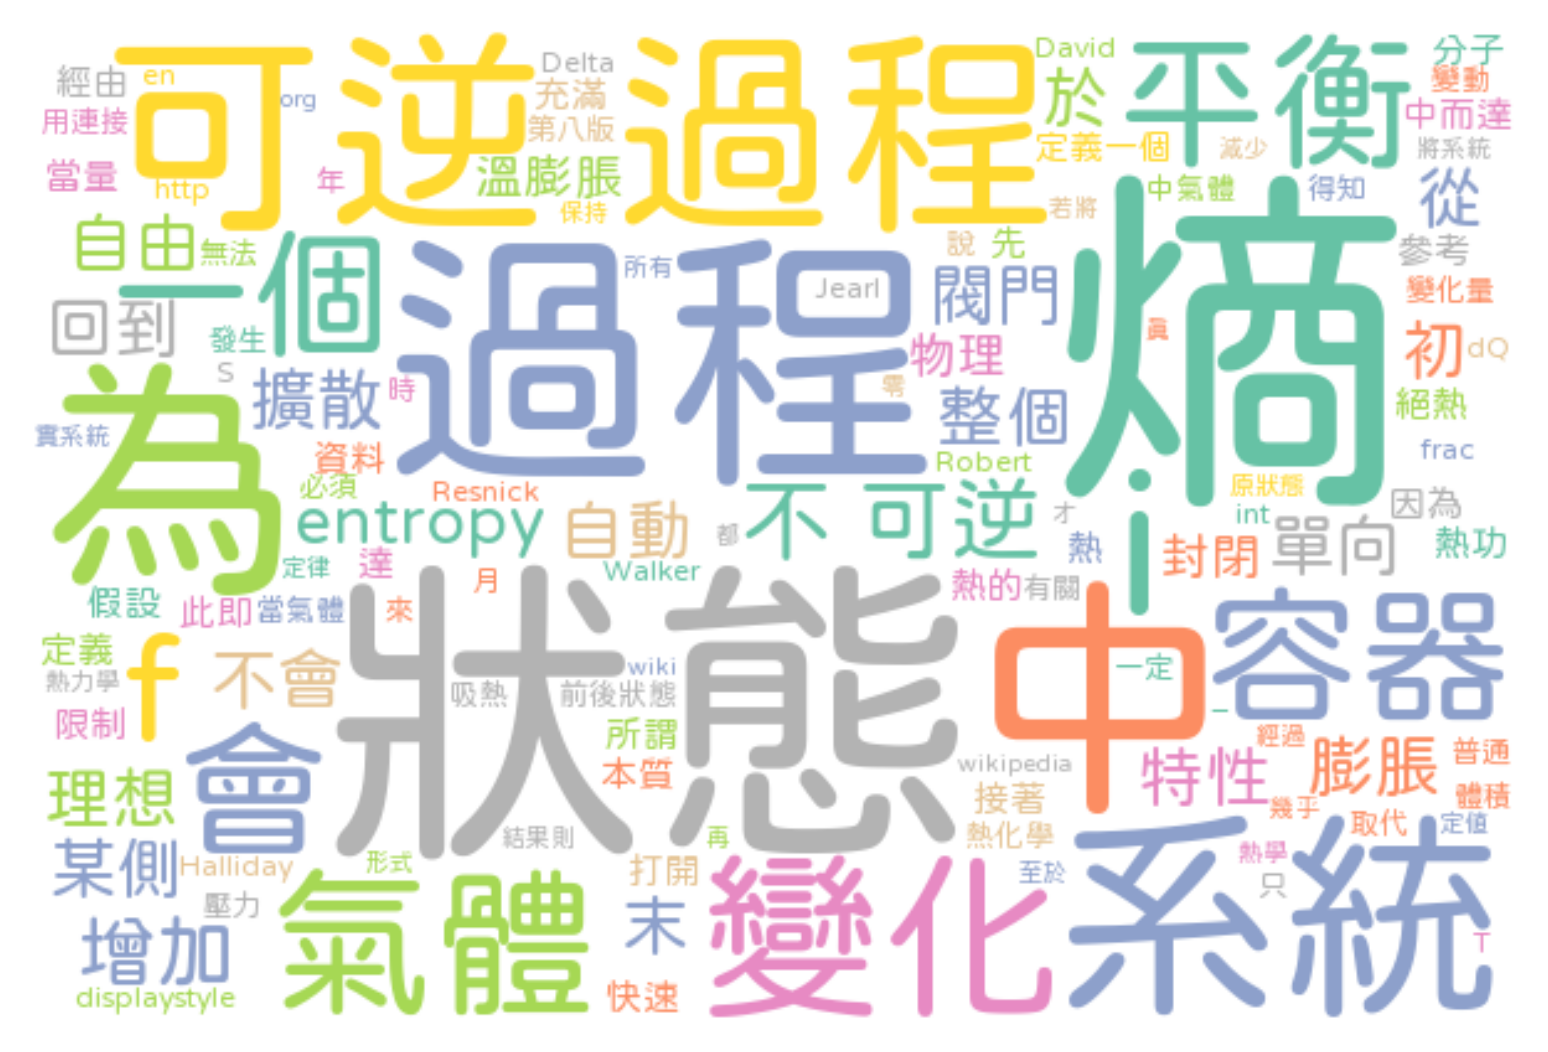 可逆過程
平衡
David
Delta
分子
經由
en
org
於
充滿
變動
用連接
第八版
中而達
定義一個
減少
將系統
當量
http
年
溫膨脹
中氣體
得知
從
保持
若將
熵
自由
無法
一個
過程
所有
說
先
參考
閥門
Jearl
變化量
回到
發生
真
初
dQ
物理
S
為
擴散
時
零
整個
絕熱
實系統
資料
Robert
frac
必須
Resnick
i
原狀態
entropy
自動
都
不可逆
才
int
單向
因為
熱
封閉
熱功
定律
達
月
Walker
熱的
有關
狀態
中
容器
假設
此即
當氣體
來
定義
f
不會
wiki
一定
熱力學
吸熱
前後狀態
限制
會
所謂
經過
膨脹
普通
本質
wikipedia
特性
理想
接著
幾乎
體積
結果則
再
熱化學
取代
定值
系統
某側
Halliday
形式
打開
變化
至於
熱學
只
氣體
壓力
末
增加
T
displaystyle
快速